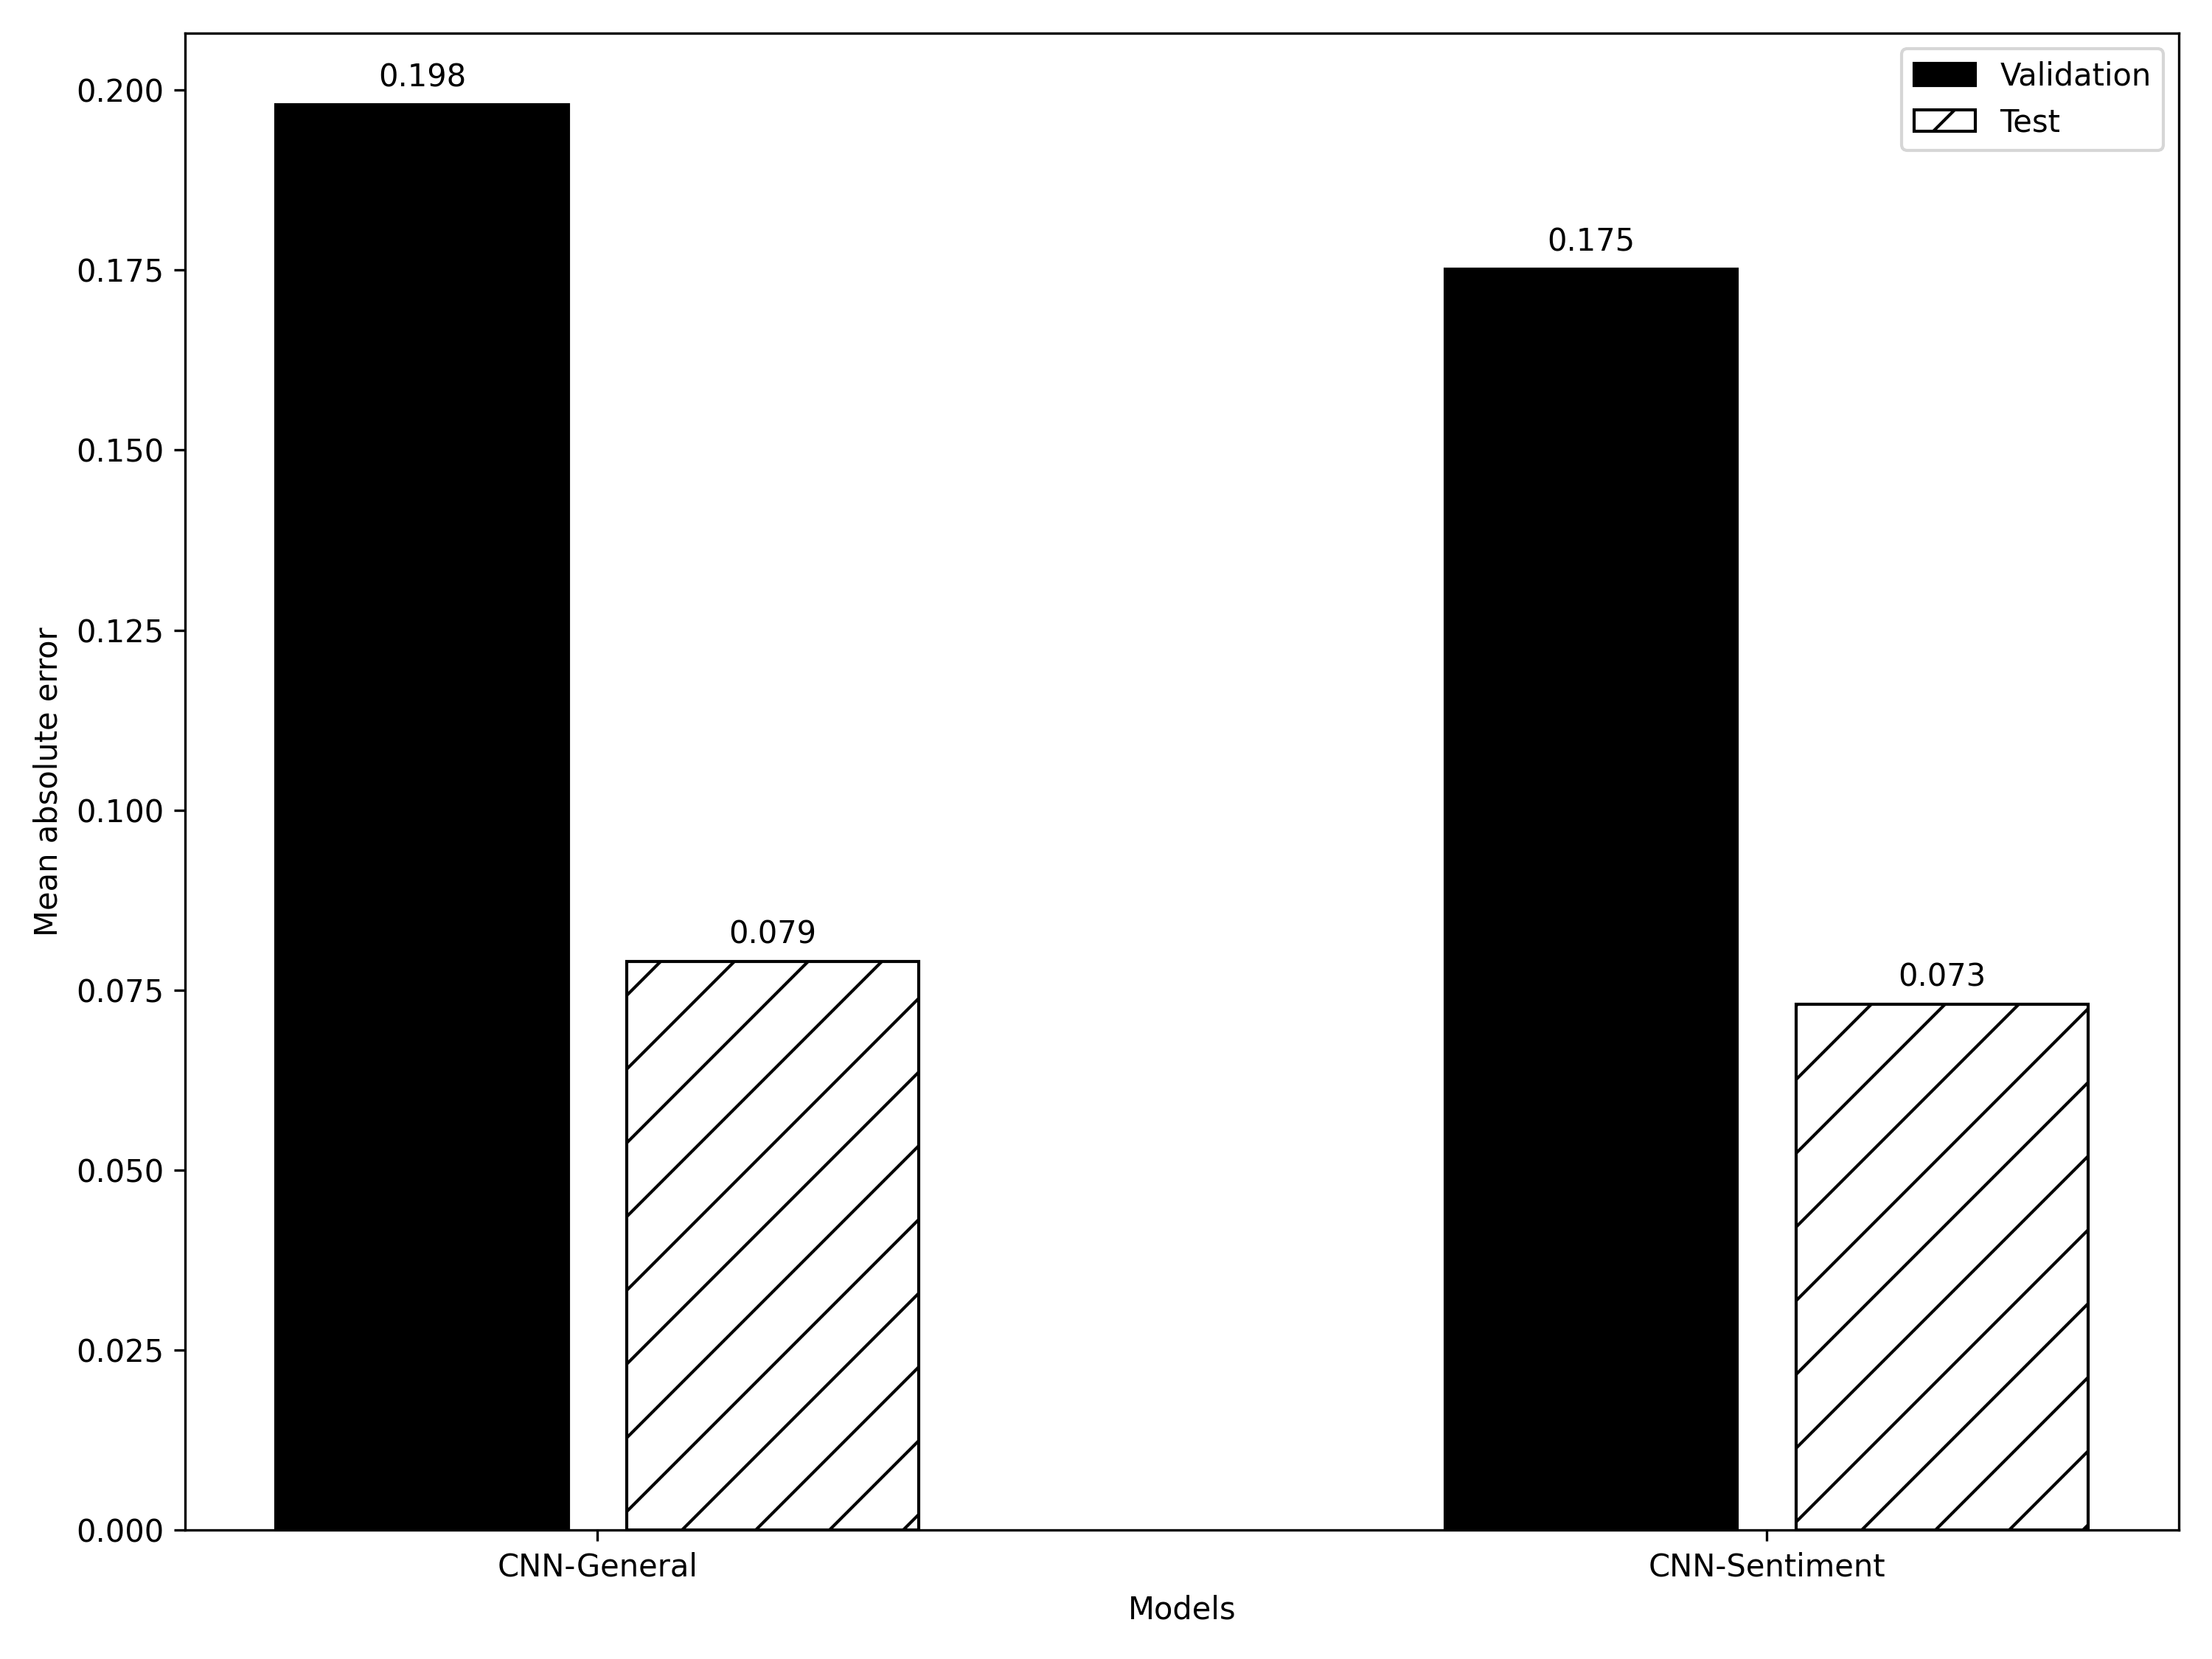 0.198
0.175
0.079
0.073
Validation
Test
0.200
0.175
0.150
0.125
0.100
0.075
0.050
0.025
0.000
Mean absolute error
CNN-General
CNN-Sentiment
Models